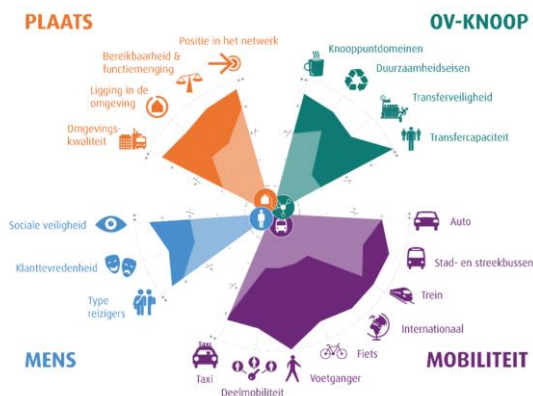 PLAATS
OV-KNOOP
Positie in het netwerk
Bereikbaarheid &
functiemenging
Ligging in de
omgeving
Omgevings-
kwaliteit
Knooppuntdomeinen
Duurzaamheidseisen
Transferveiligheid
Transfercapaciteit
Sociale veiligheid
Klanttevredenheid
Type
reizigers
Auto
Stad- en streekbussen
Trein
Internationaal
Fiets
Voetganger
Deelmobiliteit
Taxi
Taxi
MENS
MOBILITEIT